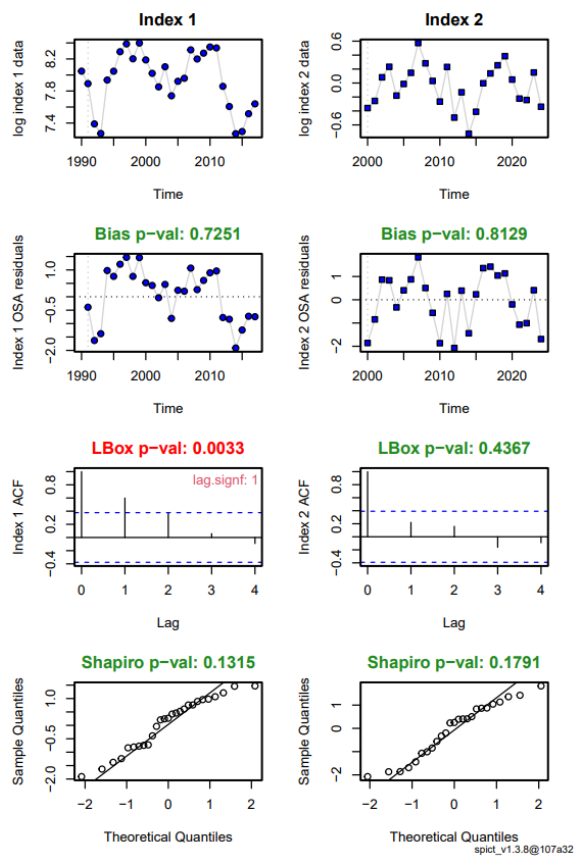 Index 1
log index 1 data
7.4 8.2
1990 2000 2010
Time
Index 2
log index 2 data
−0.6 0.0 0.6
2000 2010 2020
Time
Bias p−val: 0.7251
Index 1 OSA residuals
−2.0 −0.5 1.0
1990 2000 2010
Time
Bias p−val: 0.8129
Index 2 OSA residuals
−2 0 1
2000 2010 2020
Time
LBox p−val: 0.0033
lag.signf: 1
Index 1 ACF
−0.4 0.2 0.8
0 1 2 3 4
Lag
LBox p−val: 0.4367
Index 2 ACF
−0.4 0.2 0.8
0 1 2 3 4
Lag
Shapiro p−val: 0.1315
Sample Quantiles
−2.0 −0.5 1.0
−2 −1 0 1 2
Theoretical Quantiles
Shapiro p−val: 0.1791
Sample Quantiles
−2 0 1
−2 −1 0 1 2
Theoretical Quantiles
spict_v1.3.8@107a32